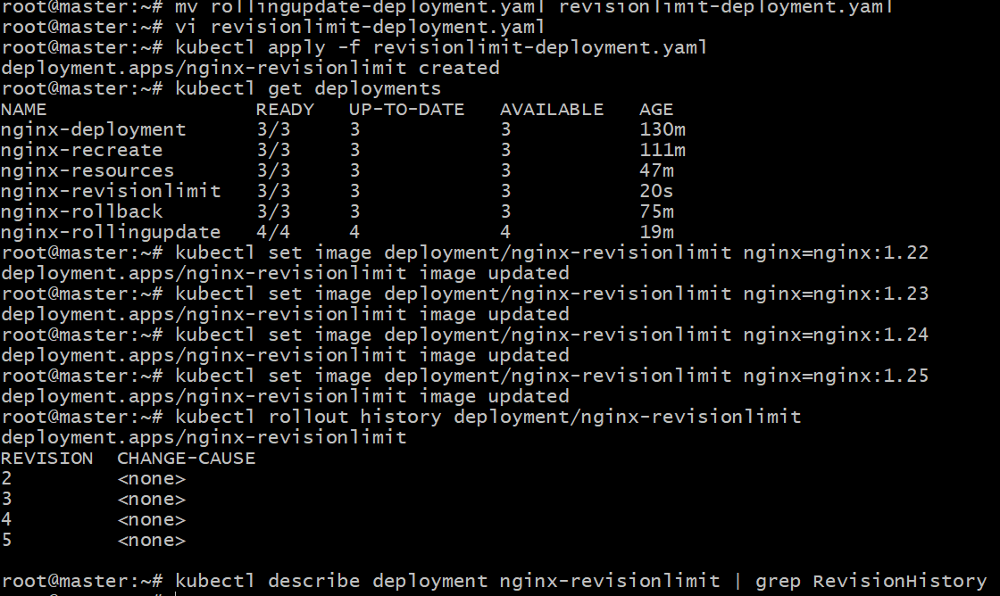 root@master:~# mv rollingupdate-deployment.yaml revisionlimit-deployment.yaml
root@master:~# vi revisionlimit-deployment.yaml
root@master:~# kubectl apply -f revisionlimit-deployment.yaml
deployment.apps/nginx-revisionlimit created
root@master:~# kubectl get deployments
NAME                  READY   UP-TO-DATE   AVAILABLE   AGE
nginx-deployment      3/3     3            3           130m
nginx-recreate        3/3     3            3           111m
nginx-resources       3/3     3            3           47m
nginx-revisionlimit   3/3     3            3           20s
nginx-rollback        3/3     3            3           75m
nginx-rollingupdate   4/4     4            4           19m
root@master:~# kubectl set image deployment/nginx-revisionlimit nginx=nginx:1.22
deployment.apps/nginx-revisionlimit image updated
root@master:~# kubectl set image deployment/nginx-revisionlimit nginx=nginx:1.23
deployment.apps/nginx-revisionlimit image updated
root@master:~# kubectl set image deployment/nginx-revisionlimit nginx=nginx:1.24
deployment.apps/nginx-revisionlimit image updated
root@master:~# kubectl set image deployment/nginx-revisionlimit nginx=nginx:1.25
deployment.apps/nginx-revisionlimit image updated
root@master:~# kubectl rollout history deployment/nginx-revisionlimit
deployment.apps/nginx-revisionlimit
REVISION  CHANGE-CAUSE
2         <none>
3         <none>
4         <none>
5         <none>
root@master:~# kubectl describe deployment nginx-revisionlimit | grep RevisionHistory